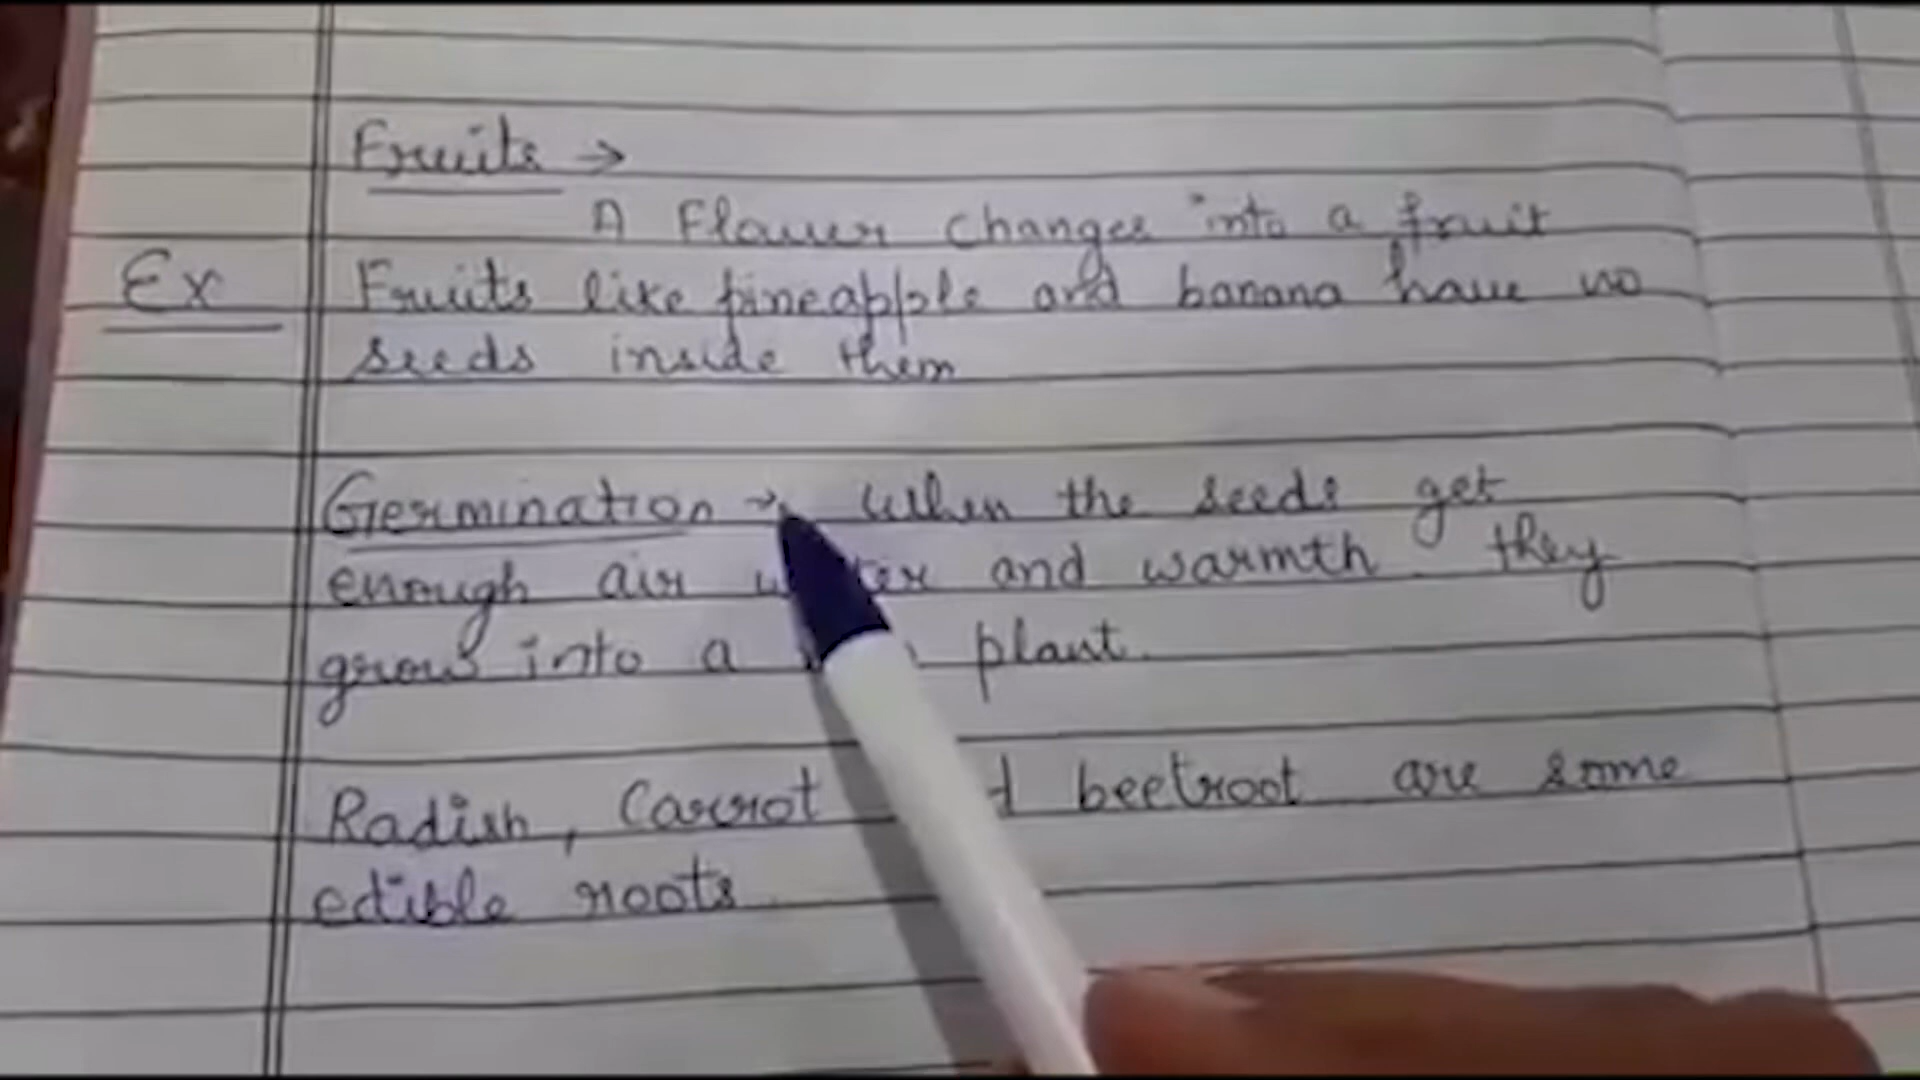 Fruits →
A Flower changes into a fruit
Ex Fruits like pineapple and banana have no
seeds inside them
Germination → When the seeds get
enough air and warmth they
grows into a plant.
Radish, Carrot beetroot are some
edible roots.